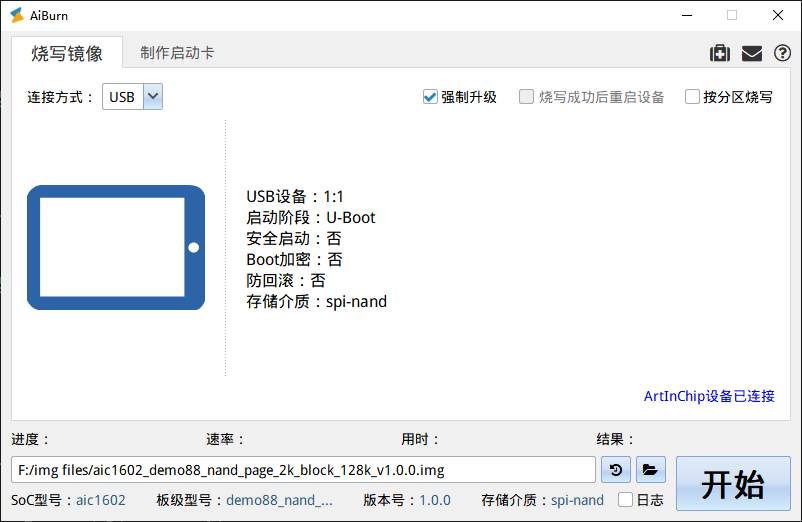 AiBurn
烧写镜像 制作启动卡
连接方式： USB 强制升级 烧写成功后重启设备 按分区烧写
USB设备：1:1
启动阶段：U-Boot
安全启动：否
Boot加密：否
防回滚：否
存储介质：spi-nand
ArtInChip设备已连接
进度： 速率： 用时： 结果：
F:/img files/aic1602_demo88_nand_page_2k_block_128k_v1.0.0.img
开始
SoC型号：aic1602 板级型号：demo88_nand_... 版本号：1.0.0 存储介质：spi-nand 日志